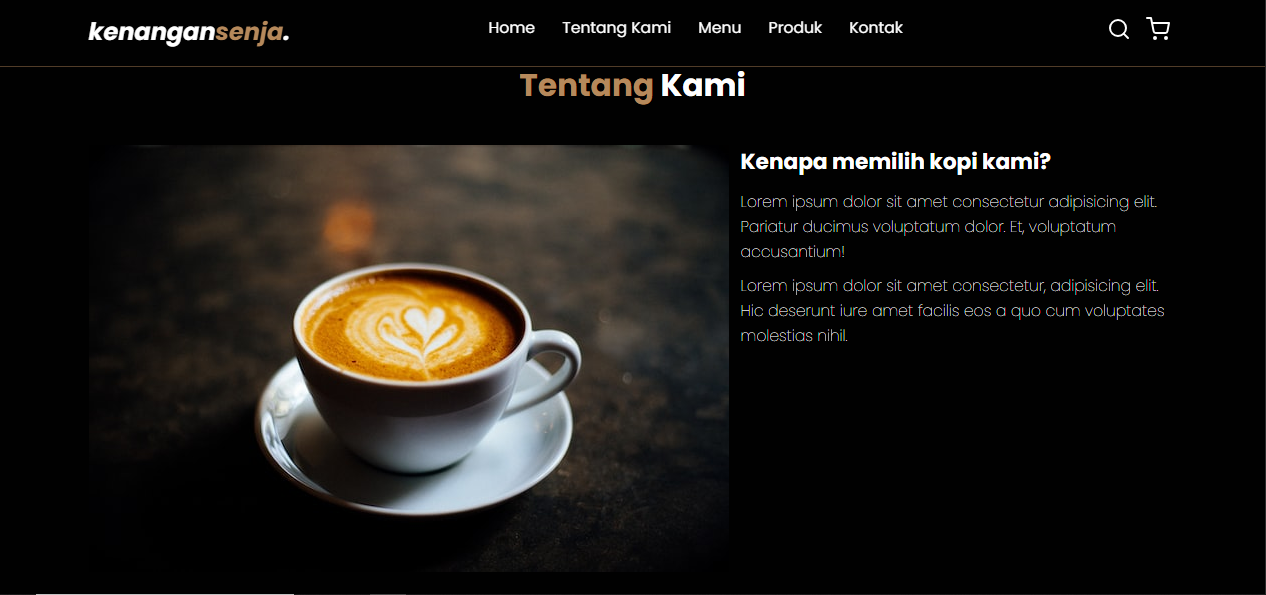 kenangansenja.
Home Tentang Kami Menu Produk Kontak
Tentang Kami
Kenapa memilih kopi kami?
Lorem ipsum dolor sit amet consectetur adipisicing elit.
Pariatur ducimus voluptatum dolor. Et, voluptatum
accusantium!
Lorem ipsum dolor sit amet consectetur, adipisicing elit.
Hic deserunt iure amet facilis eos a quo cum voluptates
molestias nihil.